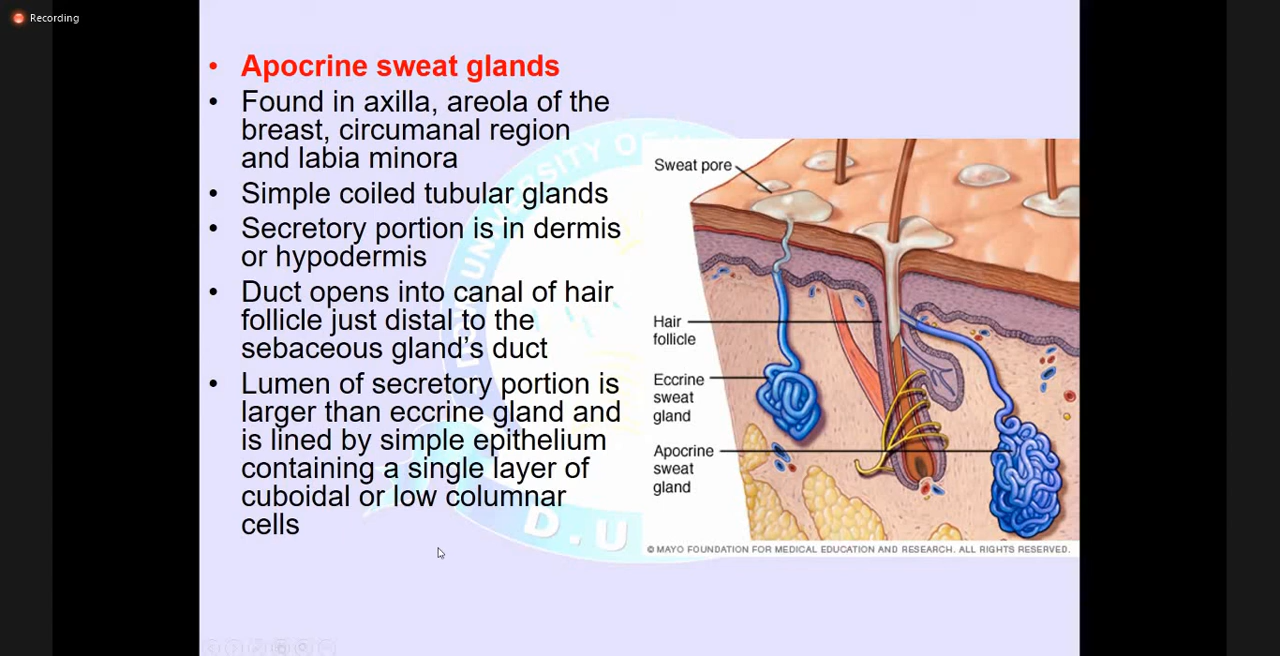 Recording
• Apocrine sweat glands
• Found in axilla, areola of the
breast, circumanal region
and labia minora
• Simple coiled tubular glands
• Secretory portion is in dermis
or hypodermis
• Duct opens into canal of hair
follicle just distal to the
sebaceous gland’s duct
• Lumen of secretory portion is
larger than eccrine gland and
is lined by simple epithelium
containing a single layer of
cuboidal or low columnar
cells
Sweat pore
Hair
follicle
Eccrine
sweat
gland
Apocrine
sweat
gland
© MAYO FOUNDATION FOR MEDICAL EDUCATION AND RESEARCH. ALL RIGHTS RESERVED.
UNIVERSITY OF
D.U